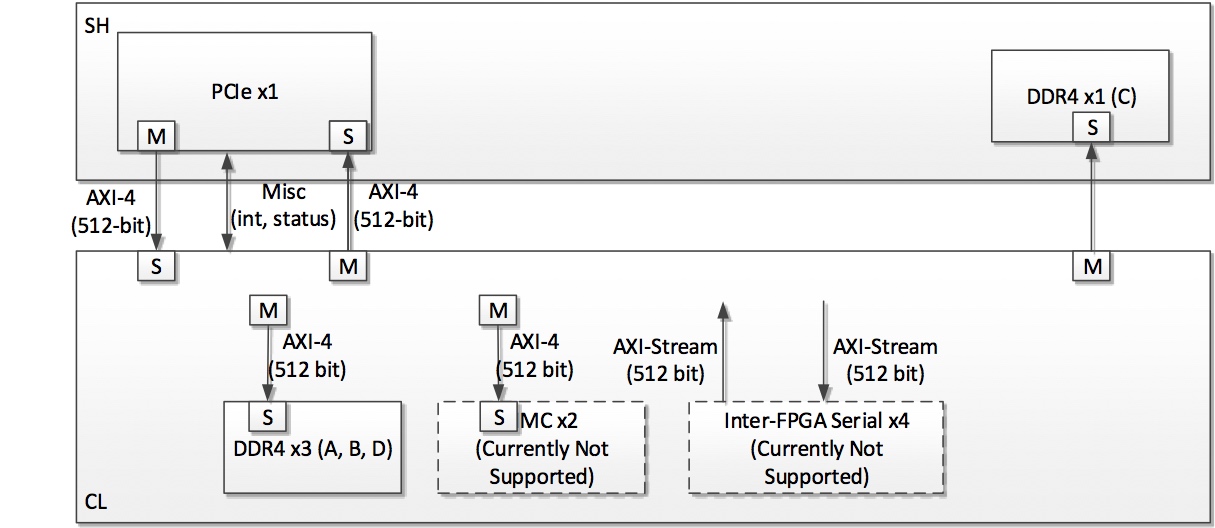 SH
PCIe x1
DDR4 x1 (C)
M
S
S
AXI-4
(512-bit)
Misc
(int, status)
AXI-4
(512-bit)
S
M
M
M
M
AXI-4
(512 bit)
AXI-4
(512 bit)
AXI-Stream
(512 bit)
AXI-Stream
(512 bit)
S
DDR4 x3 (A, B, D)
S
MC x2
(Currently Not
Supported)
Inter-FPGA Serial x4
(Currently Not
Supported)
CL